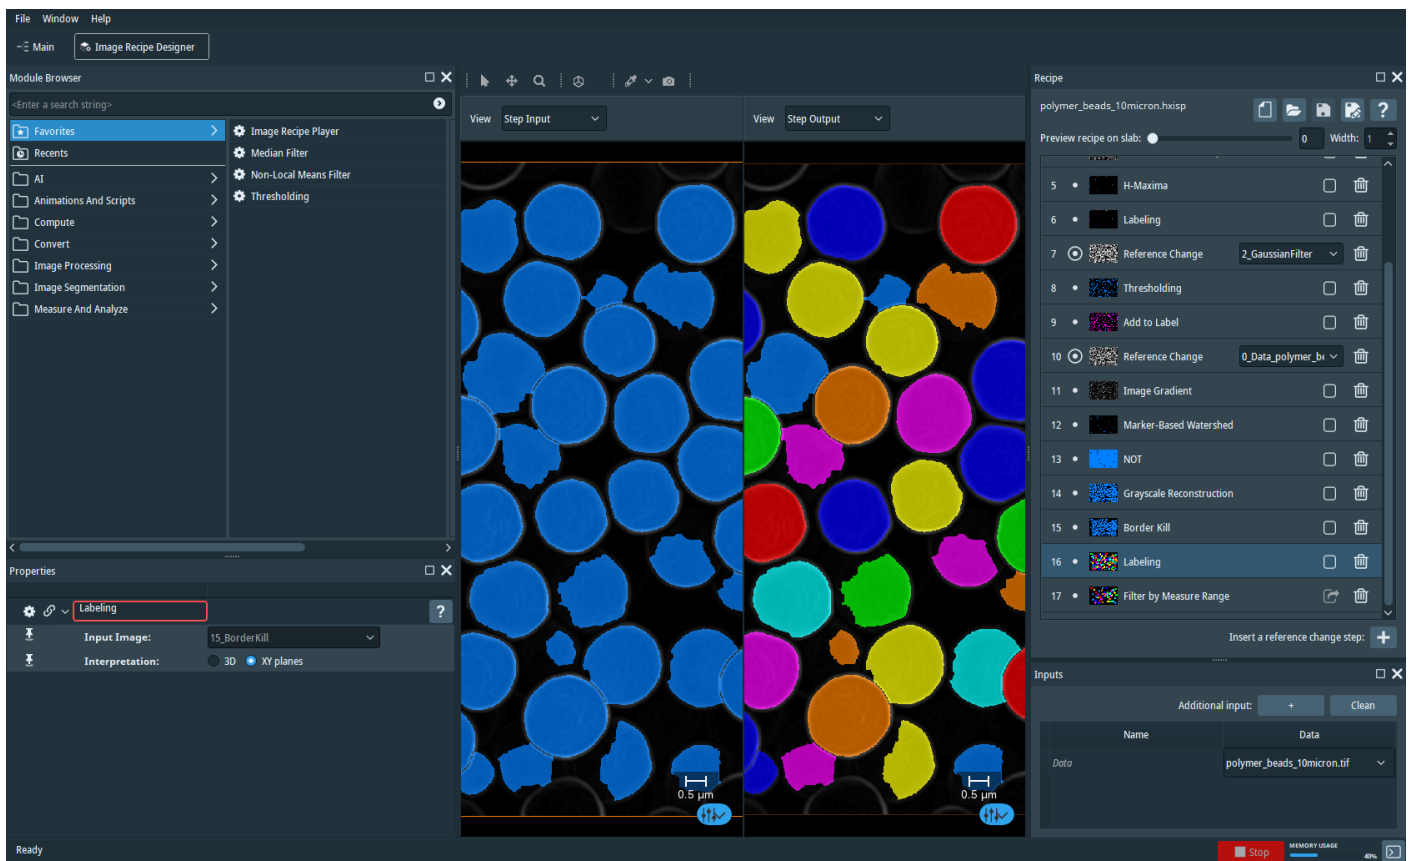 File Window Help
Main Image Recipe Designer
Module Browser
<Enter a search string>
Favorites
Recents
AI
Animations And Scripts
Compute
Convert
Image Processing
Image Segmentation
Measure And Analyze
Image Recipe Player
Median Filter
Non-Local Means Filter
Thresholding
Properties
Labeling
?
Input Image: 15_BorderKill
Interpretation: 3D XY planes
View Step Input
0.5 µm
View Step Output
0.5 µm
Recipe
polymer_beads_10micron.hxisp
?
Preview recipe on slab: 0 Width: 1
5 H-Maxima
6 Labeling
7 Reference Change 2_GaussianFilter
8 Thresholding
9 Add to Label
10 Reference Change 0_Data_polymer_be
11 Image Gradient
12 Marker-Based Watershed
13 NOT
14 Grayscale Reconstruction
15 Border Kill
16 Labeling
17 Filter by Measure Range
Insert a reference change step: +
Inputs
Additional input: + Clean
Name Data
Data polymer_beads_10micron.tif
Ready
Stop
MEMORY USAGE
40%